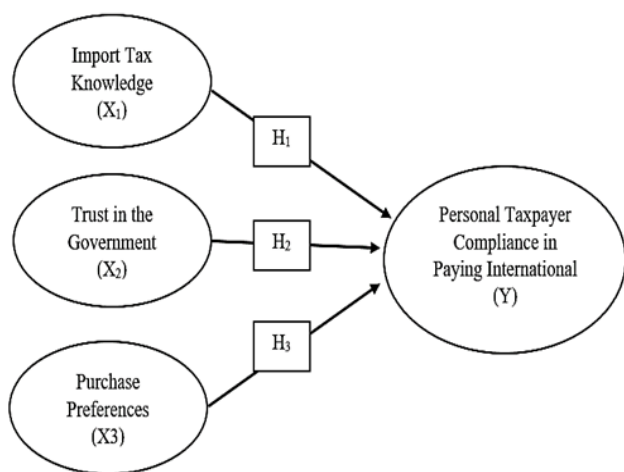 Import Tax
Knowledge
(X₁)
H₁
Trust in the
Government
(X₂)
H₂
Personal Taxpayer
Compliance in
Paying International
(Y)
H₃
Purchase
Preferences
(X3)